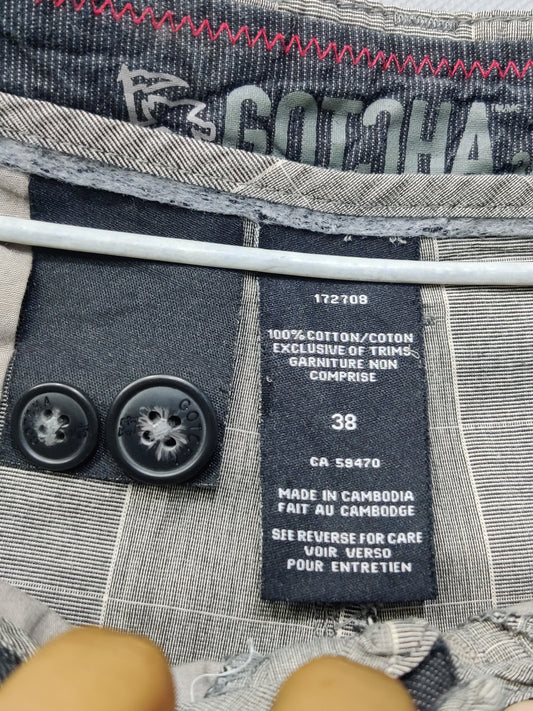 GOTCHA
172708
100% COTTON/COTON
EXCLUSIVE OF TRIMS
GARNITURE NON
COMPRISE
38
CA 59470
MADE IN CAMBODIA
FAIT AU CAMBODGE
SEE REVERSE FOR CARE
VOIR VERSO
POUR ENTRETIEN
GOTC